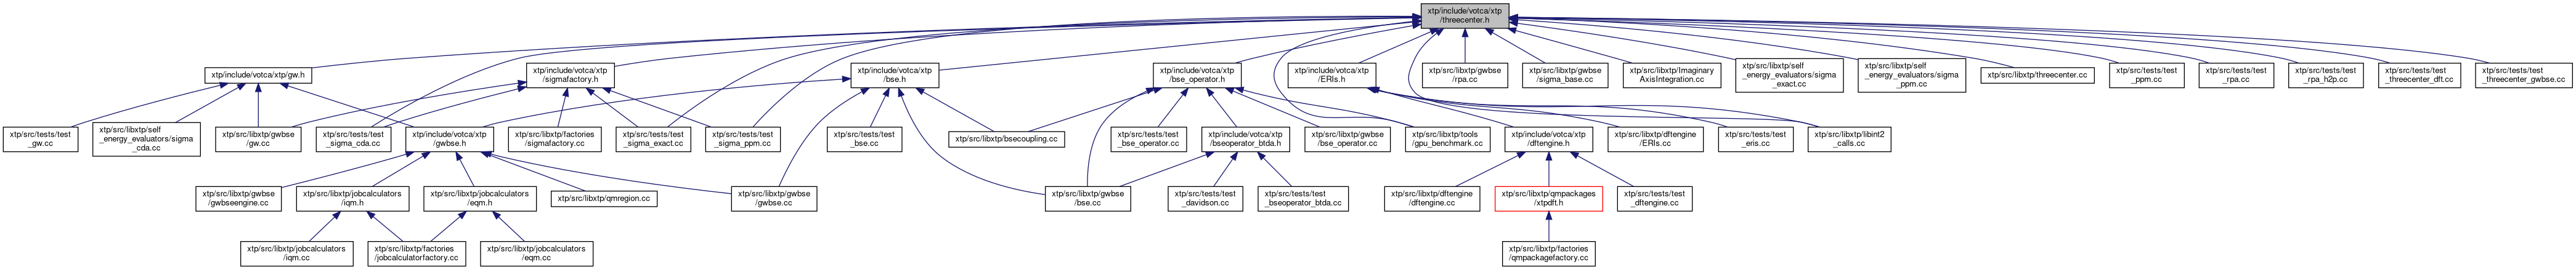 xtp/include/votca/xtp
/threecenter.h
xtp/include/votca/xtp/gw.h
xtp/include/votca/xtp
/sigmafactory.h
xtp/include/votca/xtp
/bse.h
xtp/include/votca/xtp
/bse_operator.h
xtp/include/votca/xtp
/ERIs.h
xtp/src/libxtp/gwbse
/rpa.cc
xtp/src/libxtp/gwbse
/sigma_base.cc
xtp/src/libxtp/Imaginary
AxisIntegration.cc
xtp/src/libxtp/self
_energy_evaluators/sigma
_exact.cc
xtp/src/libxtp/self
_energy_evaluators/sigma
_ppm.cc
xtp/src/libxtp/threecenter.cc
xtp/src/tests/test
_ppm.cc
xtp/src/tests/test
_rpa.cc
xtp/src/tests/test
_rpa_h2p.cc
xtp/src/tests/test
_threecenter_dft.cc
xtp/src/tests/test
_threecenter_gwbse.cc
xtp/src/tests/test
_gw.cc
xtp/src/libxtp/self
_energy_evaluators/sigma
_cda.cc
xtp/src/libxtp/gwbse
/gw.cc
xtp/src/tests/test
_sigma_cda.cc
xtp/include/votca/xtp
/gwbse.h
xtp/src/libxtp/factories
/sigmafactory.cc
xtp/src/tests/test
_sigma_exact.cc
xtp/src/tests/test
_sigma_ppm.cc
xtp/src/tests/test
_bse.cc
xtp/src/libxtp/bsecoupling.cc
xtp/src/tests/test
_bse_operator.cc
xtp/include/votca/xtp
/bseoperator_btda.h
xtp/src/libxtp/gwbse
/bse_operator.cc
xtp/src/libxtp/tools
/gpu_benchmark.cc
xtp/include/votca/xtp
/dftengine.h
xtp/src/libxtp/dftengine
/ERIs.cc
xtp/src/tests/test
_eris.cc
xtp/src/libxtp/libint2
_calls.cc
xtp/src/libxtp/gwbse
/gwbseengine.cc
xtp/src/libxtp/jobcalculators
/iqm.h
xtp/src/libxtp/jobcalculators
/eqm.h
xtp/src/libxtp/qmregion.cc
xtp/src/libxtp/gwbse
/gwbse.cc
xtp/src/libxtp/gwbse
/bse.cc
xtp/src/tests/test
_davidson.cc
xtp/src/tests/test
_bseoperator_btda.cc
xtp/src/libxtp/dftengine
/dftengine.cc
xtp/src/libxtp/qmpackages
/xtpdft.h
xtp/src/tests/test
_dftengine.cc
xtp/src/libxtp/jobcalculators
/iqm.cc
xtp/src/libxtp/factories
/jobcalculatorfactory.cc
xtp/src/libxtp/jobcalculators
/eqm.cc
xtp/src/libxtp/factories
/qmpackagefactory.cc